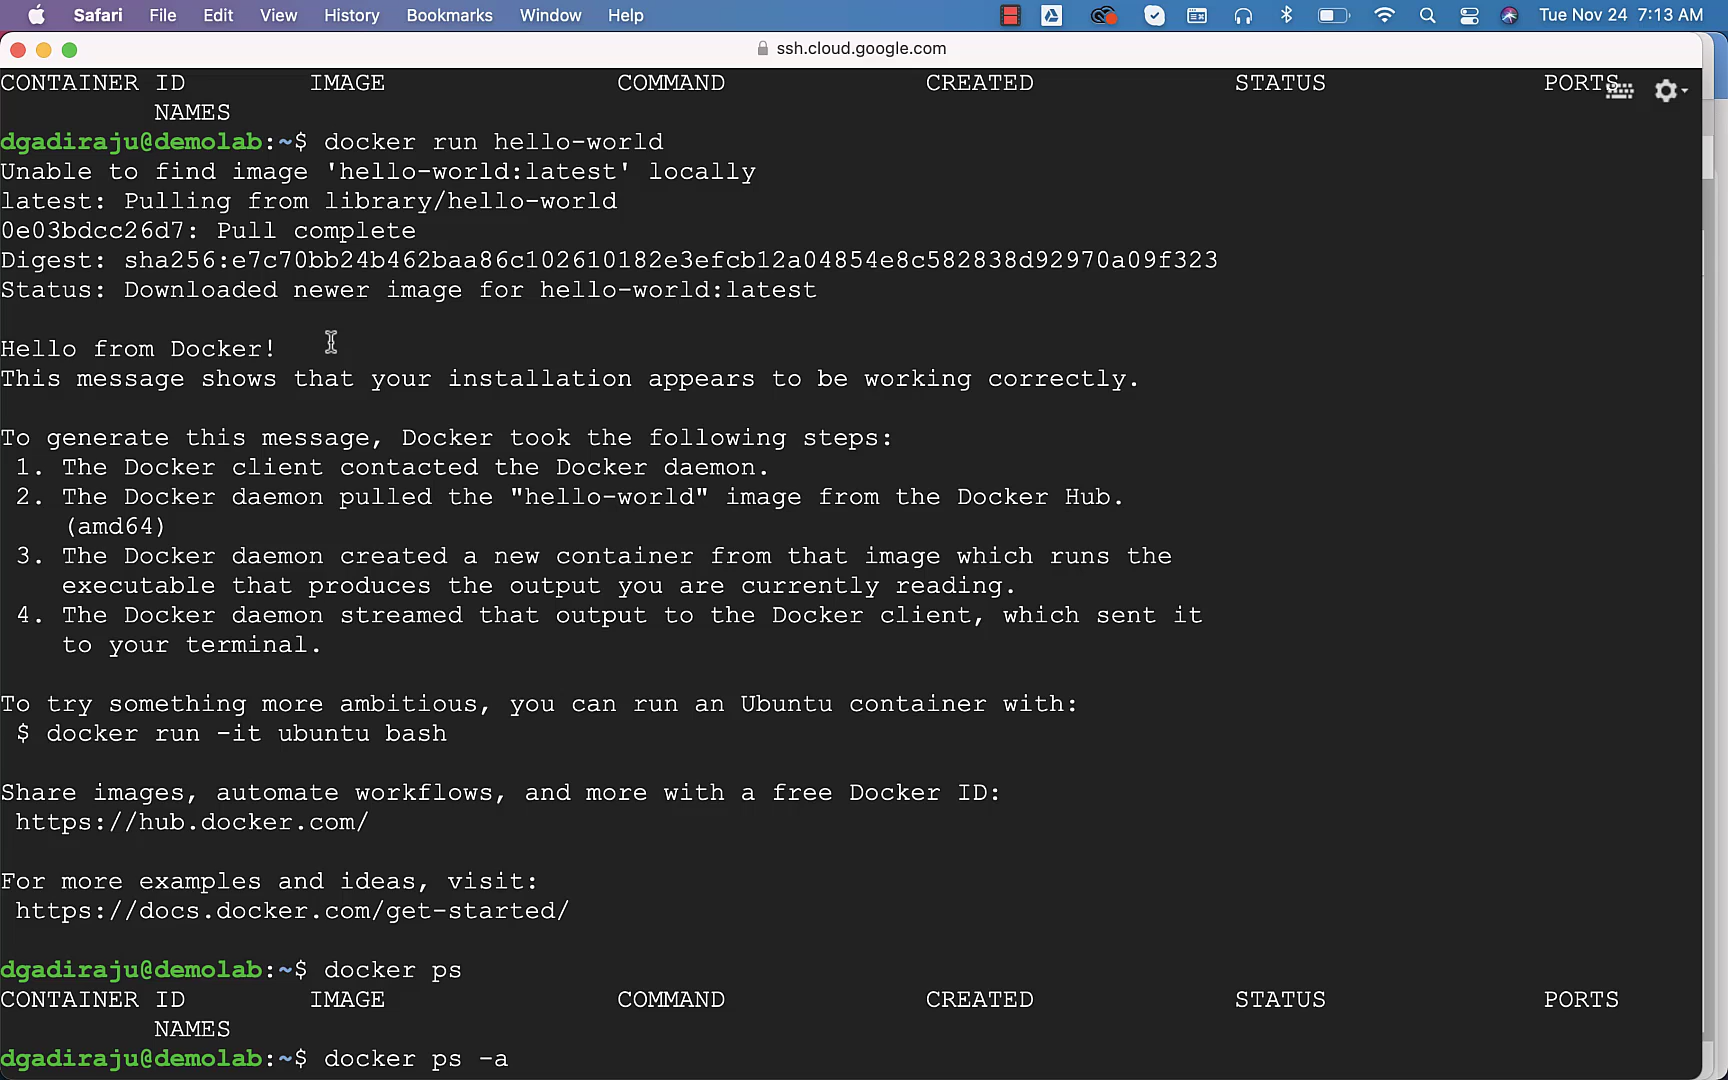 Safari File Edit View History Bookmarks Window Help Tue Nov 24 7:13 AM
ssh.cloud.google.com
CONTAINER ID IMAGE COMMAND CREATED STATUS PORTS
NAMES
dgadiraju@demolab:~$ docker run hello-world
Unable to find image 'hello-world:latest' locally
latest: Pulling from library/hello-world
0e03bdcc26d7: Pull complete
Digest: sha256:e7c70bb24b462baa86c102610182e3efcb12a04854e8c582838d92970a09f323
Status: Downloaded newer image for hello-world:latest
Hello from Docker!
This message shows that your installation appears to be working correctly.
To generate this message, Docker took the following steps:
1. The Docker client contacted the Docker daemon.
2. The Docker daemon pulled the "hello-world" image from the Docker Hub.
(amd64)
3. The Docker daemon created a new container from that image which runs the
executable that produces the output you are currently reading.
4. The Docker daemon streamed that output to the Docker client, which sent it
to your terminal.
To try something more ambitious, you can run an Ubuntu container with:
$ docker run -it ubuntu bash
Share images, automate workflows, and more with a free Docker ID:
https://hub.docker.com/
For more examples and ideas, visit:
https://docs.docker.com/get-started/
dgadiraju@demolab:~$ docker ps
CONTAINER ID IMAGE COMMAND CREATED STATUS PORTS
NAMES
dgadiraju@demolab:~$ docker ps -a